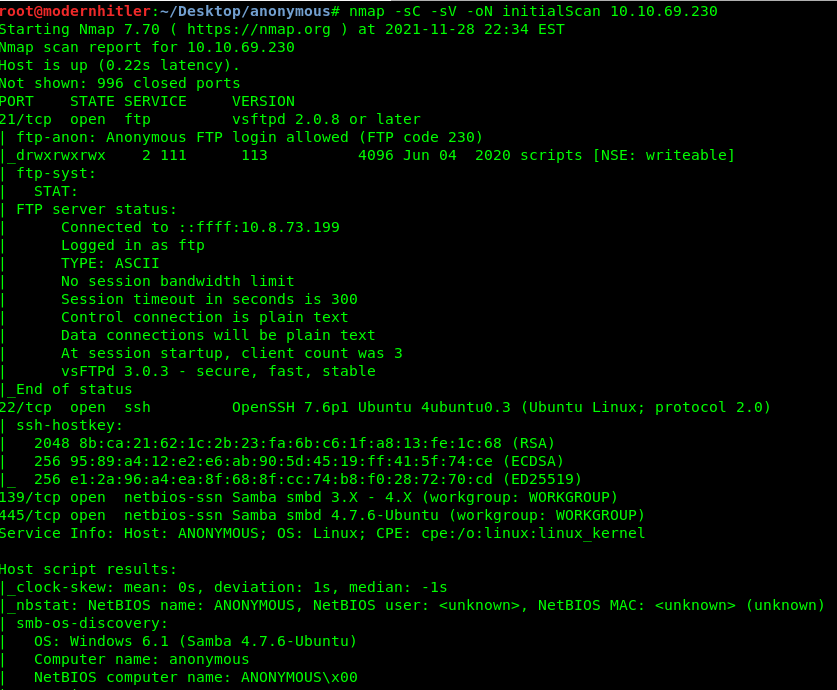 root@modernhitler:~/Desktop/anonymous# nmap -sC -sV -oN initialScan 10.10.69.230
Starting Nmap 7.70 ( https://nmap.org ) at 2021-11-28 22:34 EST
Nmap scan report for 10.10.69.230
Host is up (0.22s latency).
Not shown: 996 closed ports
PORT    STATE SERVICE     VERSION
21/tcp  open  ftp         vsftpd 2.0.8 or later
| ftp-anon: Anonymous FTP login allowed (FTP code 230)
|_drwxrwxrwx    2 111      113          4096 Jun 04  2020 scripts [NSE: writeable]
| ftp-syst:
|   STAT:
| FTP server status:
|      Connected to ::ffff:10.8.73.199
|      Logged in as ftp
|      TYPE: ASCII
|      No session bandwidth limit
|      Session timeout in seconds is 300
|      Control connection is plain text
|      Data connections will be plain text
|      At session startup, client count was 3
|      vsFTPd 3.0.3 - secure, fast, stable
|_End of status
22/tcp  open  ssh         OpenSSH 7.6p1 Ubuntu 4ubuntu0.3 (Ubuntu Linux; protocol 2.0)
| ssh-hostkey:
|   2048 8b:ca:21:62:1c:2b:23:fa:6b:c6:1f:a8:13:fe:1c:68 (RSA)
|   256 95:89:a4:12:e2:e6:ab:90:5d:45:19:ff:41:5f:74:ce (ECDSA)
|_  256 e1:2a:96:a4:ea:8f:68:8f:cc:74:b8:f0:28:72:70:cd (ED25519)
139/tcp open  netbios-ssn Samba smbd 3.X - 4.X (workgroup: WORKGROUP)
445/tcp open  netbios-ssn Samba smbd 4.7.6-Ubuntu (workgroup: WORKGROUP)
Service Info: Host: ANONYMOUS; OS: Linux; CPE: cpe:/o:linux:linux_kernel

Host script results:
|_clock-skew: mean: 0s, deviation: 1s, median: -1s
|_nbstat: NetBIOS name: ANONYMOUS, NetBIOS user: <unknown>, NetBIOS MAC: <unknown> (unknown)
| smb-os-discovery:
|   OS: Windows 6.1 (Samba 4.7.6-Ubuntu)
|   Computer name: anonymous
|   NetBIOS computer name: ANONYMOUS\x00